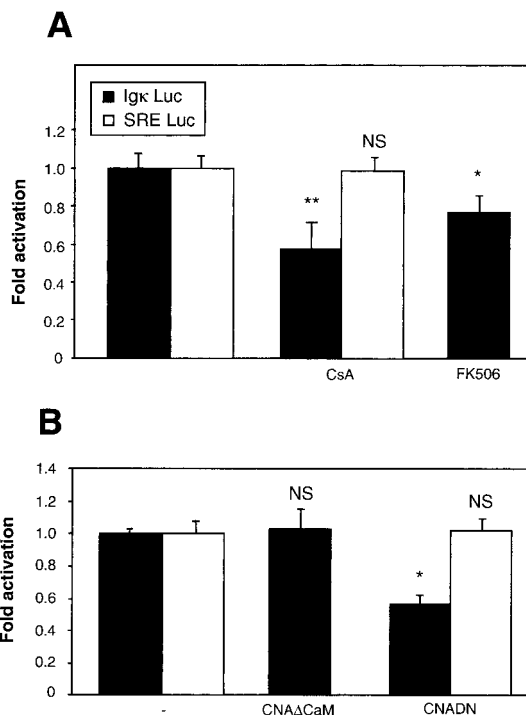 A
Igκ Luc
SRE Luc
Fold activation
1.2
1.0
0.8
0.6
0.4
0.2
0
**
NS
*
CsA
FK506
B
Fold activation
1.4
1.2
1.0
0.8
0.6
0.4
0.2
0
NS
*
NS
-
CNAΔCaM
CNADN